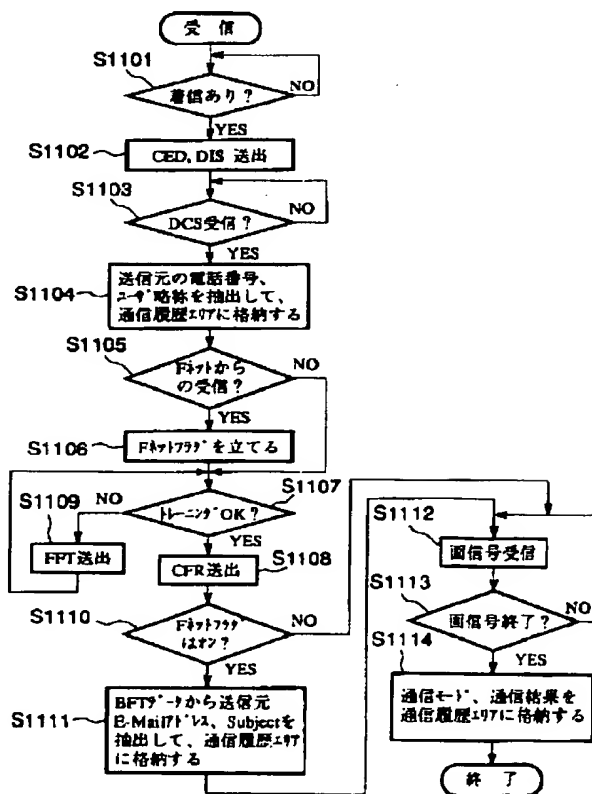 受信
S1101
着信あり?
NO
YES
S1102
CED, DIS 送出
S1103
DCS受信?
NO
YES
S1104
送信元の電話番号、
ユーザ略称を抽出して、
通信履歴エリアに格納する
S1105
Fネットから
の受信?
NO
YES
S1106
Fネットフラグを立てる
S1107
トレーニングOK?
NO
YES
S1109
FPT送出
S1108
CFR送出
S1110
Fネットフラグ
はオン?
NO
YES
S1111
BFTデータから送信元
E-Mailアドレス、Subjectを
抽出して、通信履歴エリア
に格納する
S1112
画信号受信
S1113
画信号終了?
NO
YES
S1114
通信モード、通信結果を
通信履歴エリアに格納する
終了